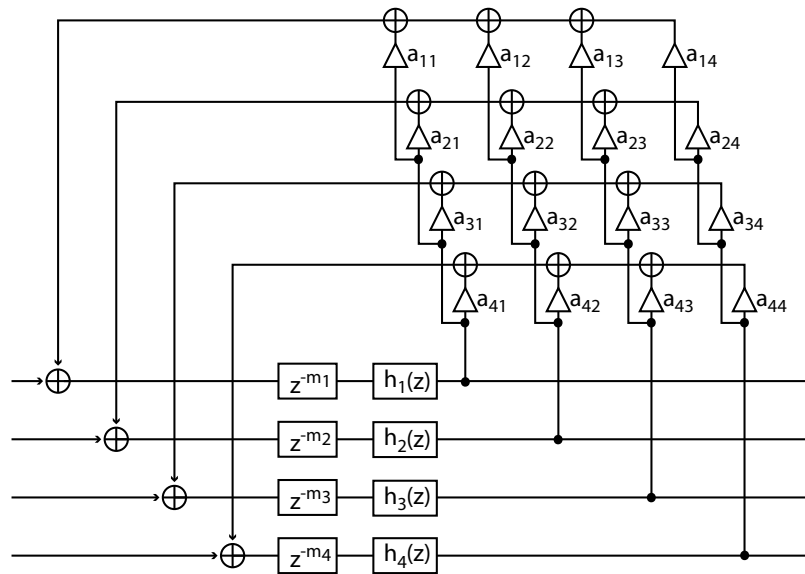 a₁₁ a₁₂ a₁₃ a₁₄
a₂₁ a₂₂ a₂₃ a₂₄
a₃₁ a₃₂ a₃₃ a₃₄
a₄₁ a₄₂ a₄₃ a₄₄
z⁻ᵐ¹ h₁(z)
z⁻ᵐ² h₂(z)
z⁻ᵐ³ h₃(z)
z⁻ᵐ⁴ h₄(z)